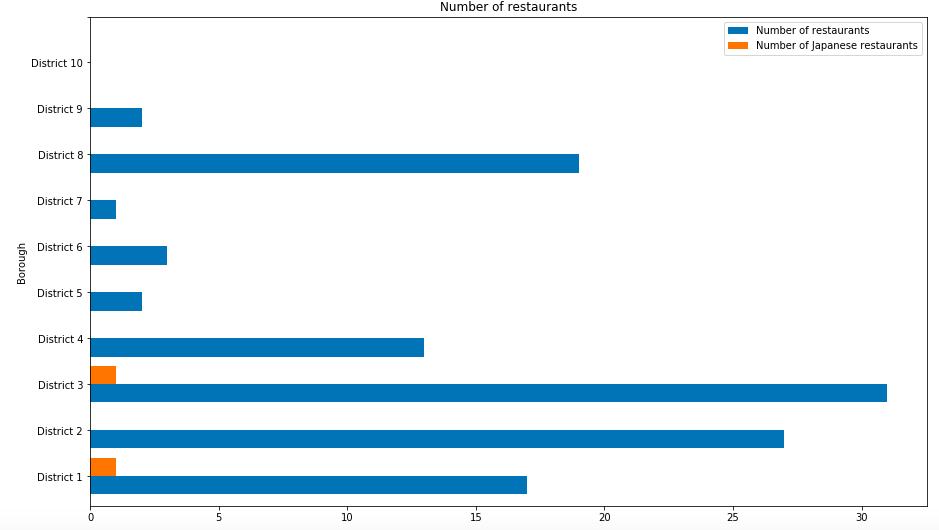 Number of restaurants
Number of restaurants
Number of Japanese restaurants
District 10
District 9
District 8
District 7
District 6
District 5
District 4
District 3
District 2
District 1
Borough
0 5 10 15 20 25 30